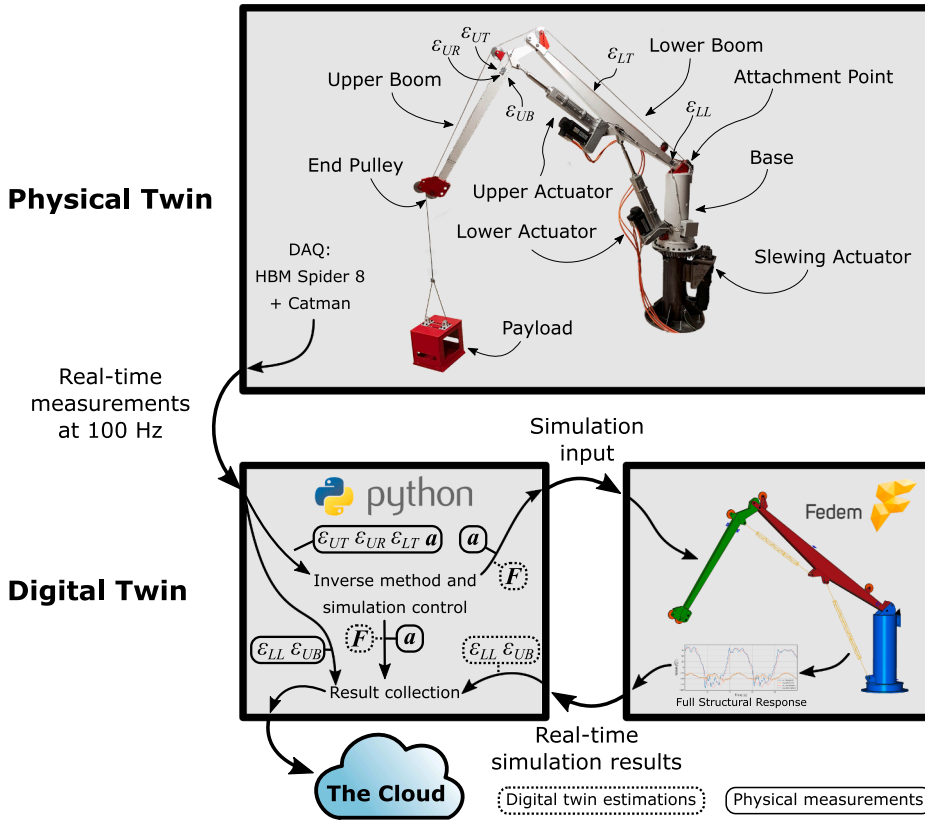 ε_UT
ε_UR
Upper Boom
ε_UB
ε_LT
Lower Boom
Attachment Point
ε_LL
End Pulley
Upper Actuator
Base
Physical Twin
Lower Actuator
DAQ:
HBM Spider 8
+ Catman
Slewing Actuator
Payload
Real-time
measurements
at 100 Hz
Simulation
input
python
Fedem
ε_UT ε_UR ε_LT a
a
F
Inverse method and
simulation control
Digital Twin
F
a
ε_LL ε_UB
ε_LL ε_UB
Result collection
Full Structural Response
Real-time
simulation results
The Cloud
Digital twin estimations
Physical measurements